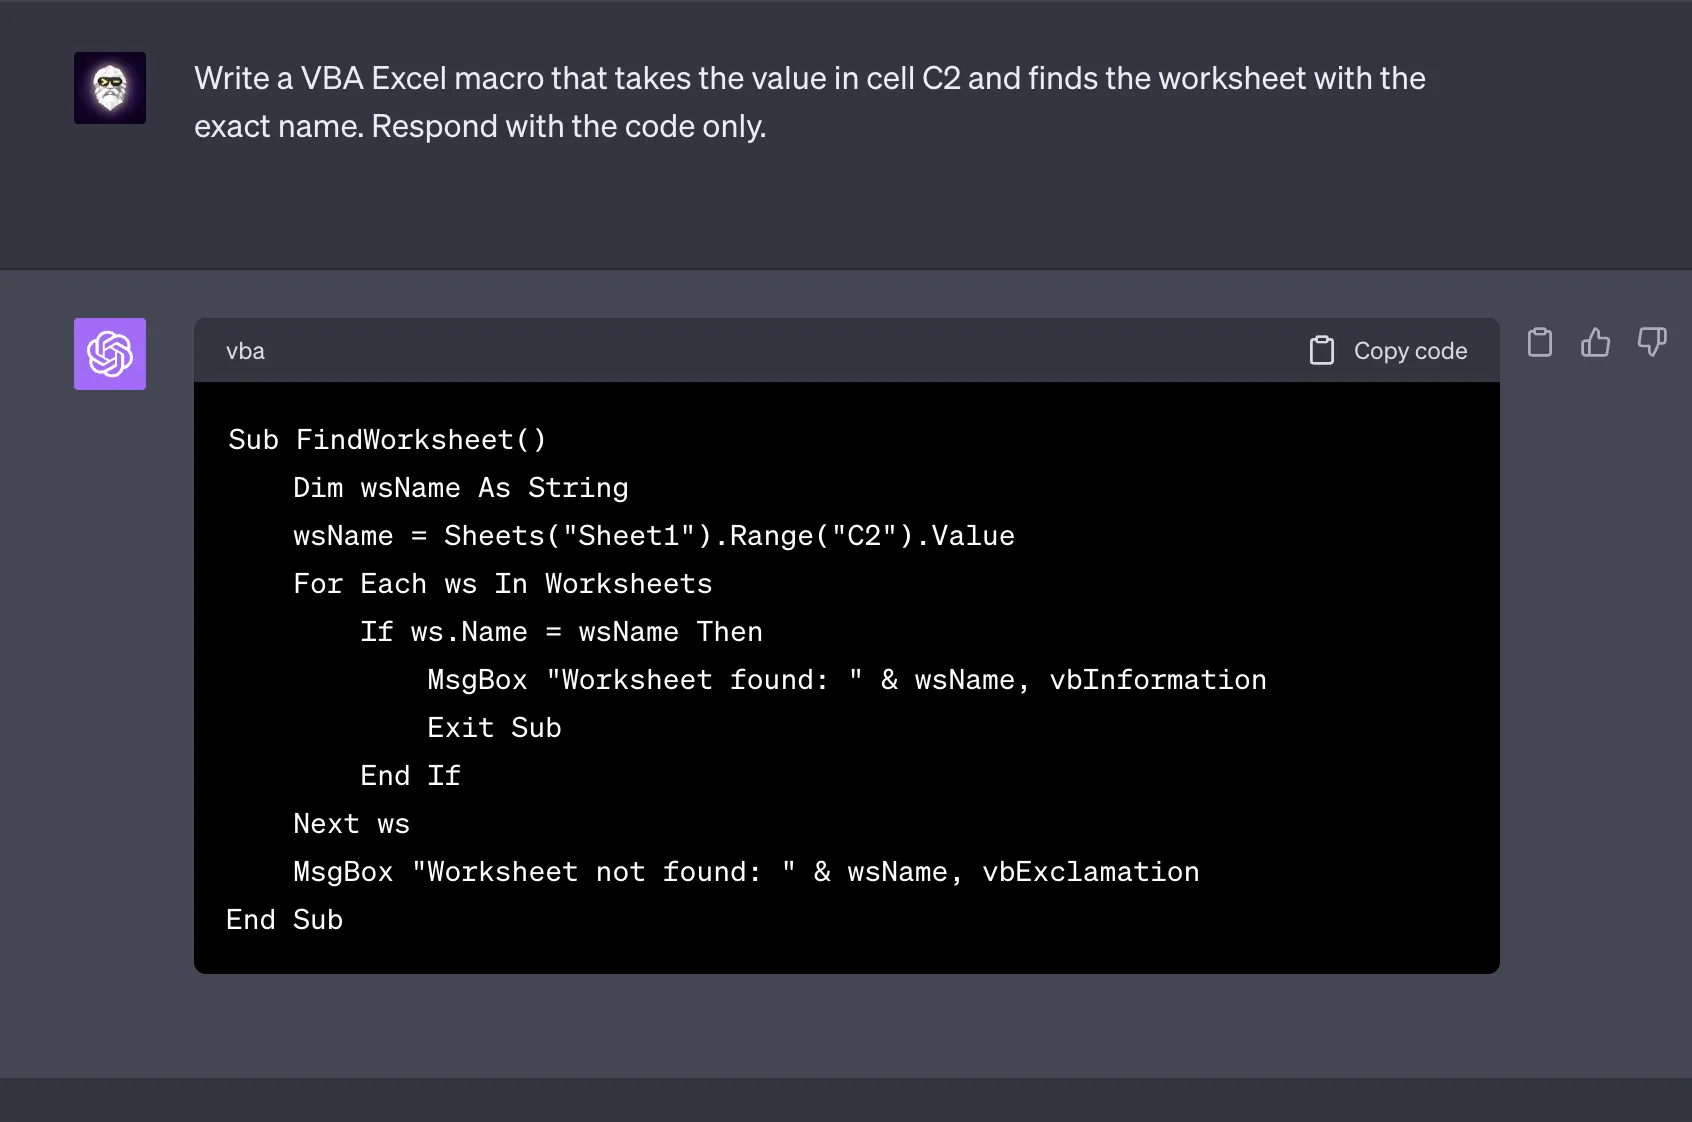 Write a VBA Excel macro that takes the value in cell C2 and finds the worksheet with the
exact name. Respond with the code only.
vba
Copy code
Sub FindWorksheet()
    Dim wsName As String
    wsName = Sheets("Sheet1").Range("C2").Value
    For Each ws In Worksheets
        If ws.Name = wsName Then
            MsgBox "Worksheet found: " & wsName, vbInformation
            Exit Sub
        End If
    Next ws
    MsgBox "Worksheet not found: " & wsName, vbExclamation
End Sub